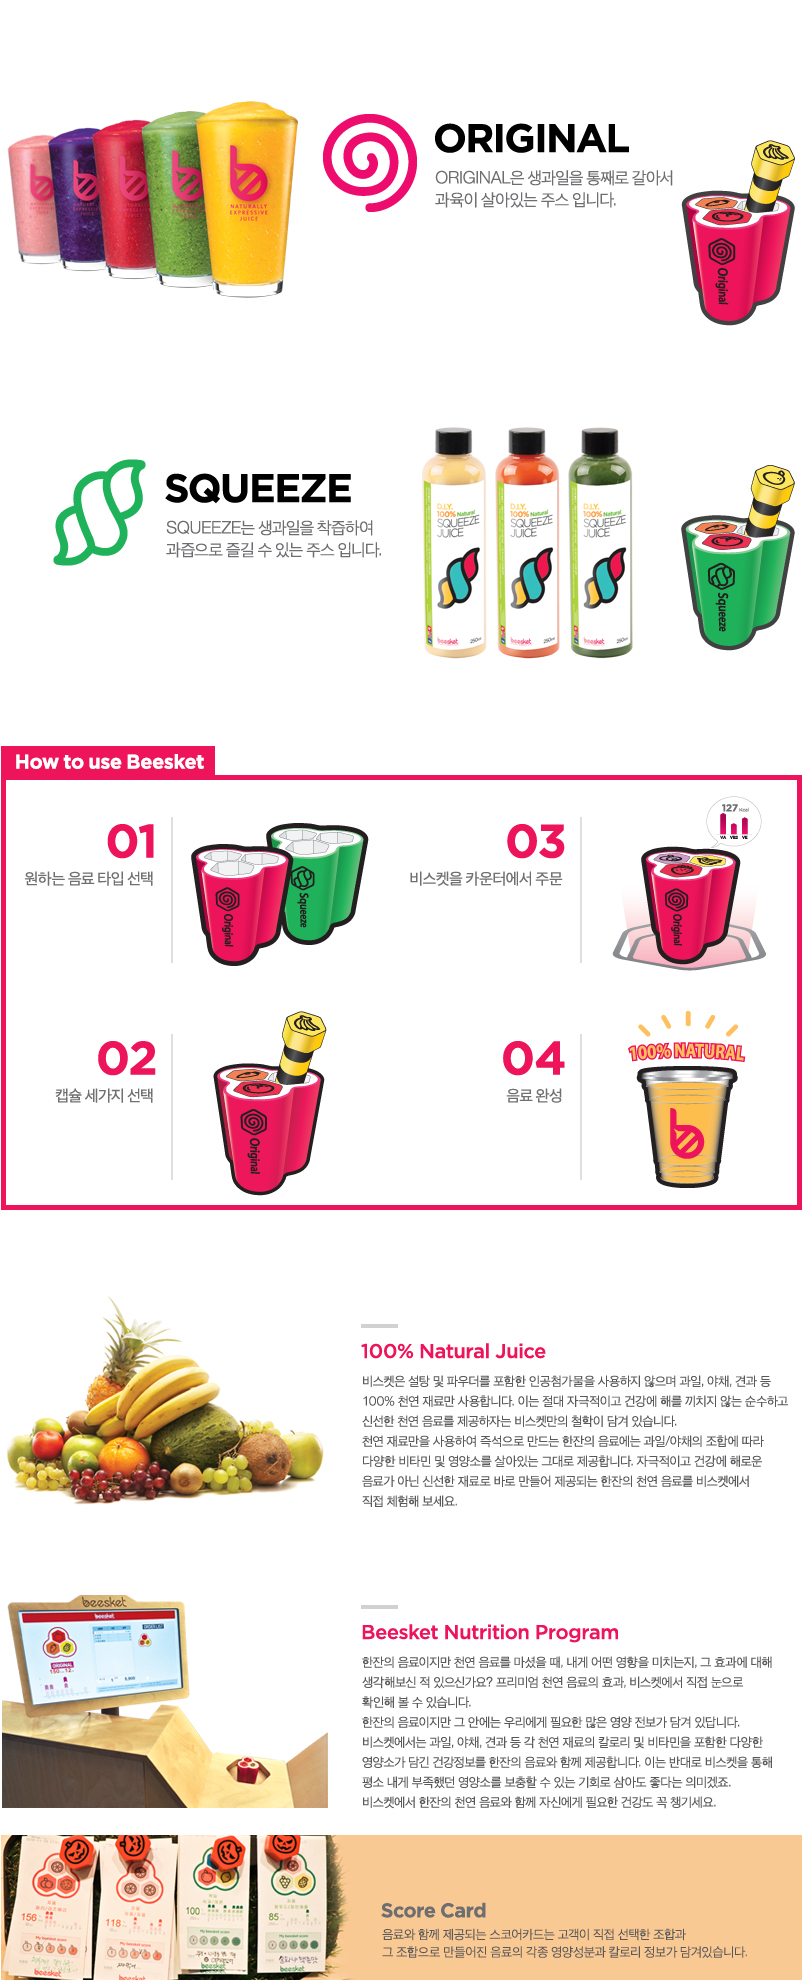 NATURALLY
EXPRESSIVE
JUICE
ORIGINAL
ORIGINAL은 생과일을 통째로 갈아서
과육이 살아있는 주스 입니다.
Original
SQUEEZE
SQUEEZE는 생과일을 착즙하여
과즙으로 즐길 수 있는 주스 입니다.
D.I.Y.
100% Natural
SQUEEZE
JUICE
beesket
250ml
D.I.Y.
100% Natural
SQUEEZE
JUICE
beesket
250ml
D.I.Y.
100% Natural
SQUEEZE
JUICE
beesket
250ml
Squeeze
How to use Beesket
01
원하는 음료 타입 선택
Original
Squeeze
03
비스켓을 카운터에서 주문
127 Kcal
Original
02
캡슐 세가지 선택
Original
04
음료 완성
100% NATURAL
100% Natural Juice
비스켓은 설탕 및 파우더를 포함한 인공첨가물을 사용하지 않으며 과일, 야채, 견과 등
100% 천연 재료만 사용합니다. 이는 절대 자극적이고 건강에 해를 끼치지 않는 순수하고
신선한 천연 음료를 제공하자는 비스켓만의 철학이 담겨 있습니다.
천연 재료만을 사용하여 즉석으로 만드는 한잔의 음료에는 과일/야채의 조합에 따라
다양한 비타민 및 영양소를 살아있는 그대로 제공합니다. 자극적이고 건강에 해로운
음료가 아닌 신선한 재료로 바로 만들어 제공되는 한잔의 천연 음료를 비스켓에서
직접 체험해 보세요.
beesket
beesket
ORDER LIST
ORIGINAL
Beesket Nutrition Program
한잔의 음료이지만 천연 음료를 마셨을 때, 내게 어떤 영향을 미치는지, 그 효과에 대해
생각해보신 적 있으신가요? 프리미엄 천연 음료의 효과, 비스켓에서 직접 눈으로
확인해 볼 수 있습니다.
한잔의 음료이지만 그 안에는 우리에게 필요한 많은 영양 전보가 담겨 있답니다.
비스켓에서는 과일, 야채, 견과 등 각 천연 재료의 칼로리 및 비타민을 포함한 다양한
영양소가 담긴 건강정보를 한잔의 음료와 함께 제공합니다. 이는 반대로 비스켓을 통해
평소 내게 부족했던 영양소를 보충할 수 있는 기회로 삼아도 좋다는 의미겠죠.
비스켓에서 한잔의 천연 음료와 함께 자신에게 필요한 건강도 꼭 챙기세요.
156
118
100
85
My beesket score
beesket
Score Card
음료와 함께 제공되는 스코어카드는 고객이 직접 선택한 조합과
그 조합으로 만들어진 음료의 각종 영양성분과 칼로리 정보가 담겨있습니다.